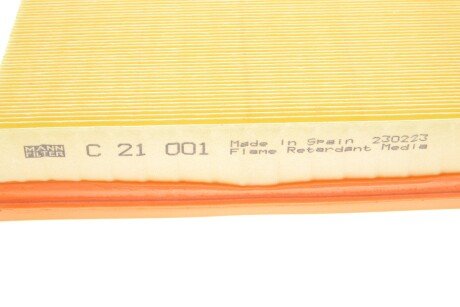 MANN
FILTER
C 21 001
Made In Spain 230223
Flame Retardant Media